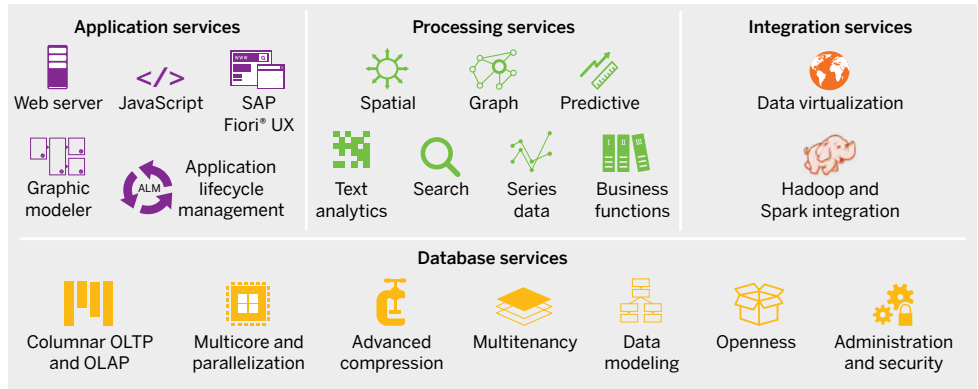 Application services
Web server
JavaScript
SAP
Fiori® UX
www
</>
Graphic
modeler
ALM
Application
lifecycle
management
Processing services
Spatial
Graph
Predictive
Text
analytics
Search
Series
data
I II III
Business
functions
Integration services
Data virtualization
Hadoop and
Spark integration
Database services
Columnar OLTP
and OLAP
Multicore and
parallelization
Advanced
compression
Multitenancy
Data
modeling
Openness
Administration
and security